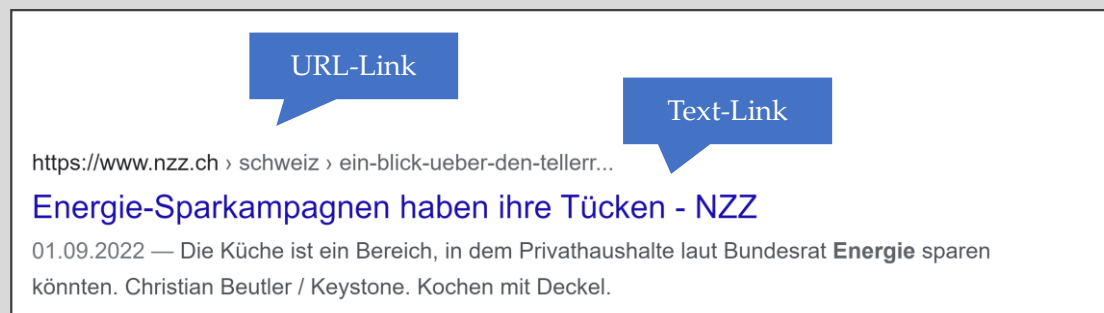 URL-Link
Text-Link
https://www.nzz.ch › schweiz › ein-blick-ueber-den-tellerr...
Energie-Sparkampagnen haben ihre Tücken - NZZ
01.09.2022 — Die Küche ist ein Bereich, in dem Privathaushalte laut Bundesrat Energie sparen
könnten. Christian Beutler / Keystone. Kochen mit Deckel.